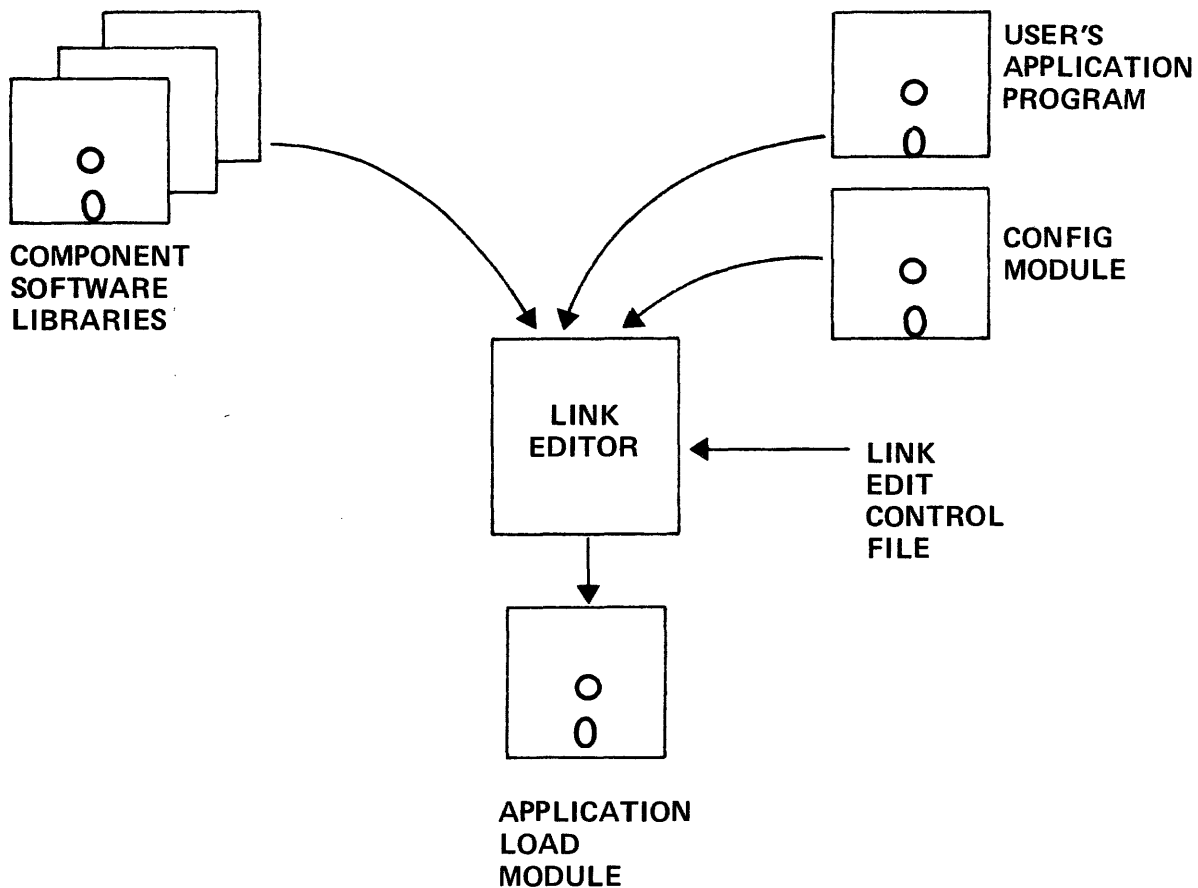 USER'S
APPLICATION
PROGRAM
COMPONENT
SOFTWARE
LIBRARIES
CONFIG
MODULE
LINK
EDITOR
LINK
EDIT
CONTROL
FILE
APPLICATION
LOAD
MODULE